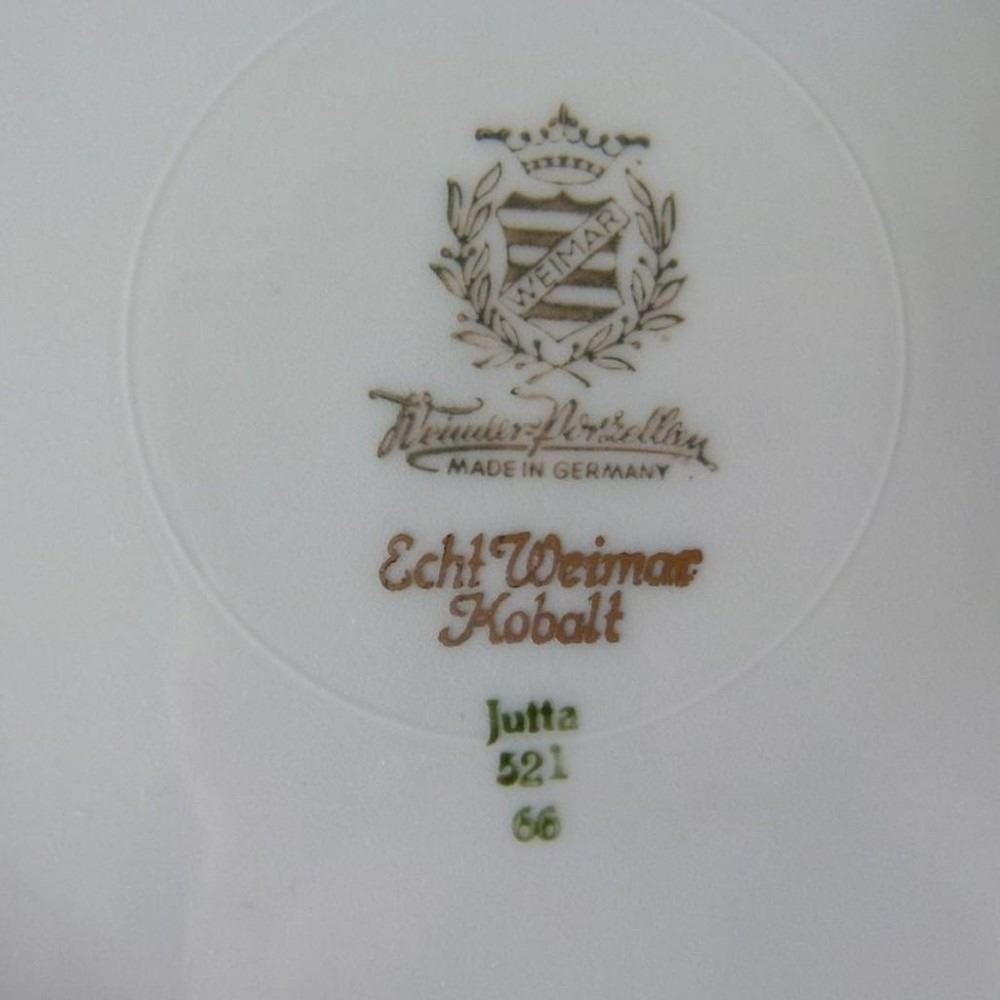 WEIMAR
Weimar-Porzellan
MADE IN GERMANY
Echt Weimar
Kobalt
Jutta
521
66